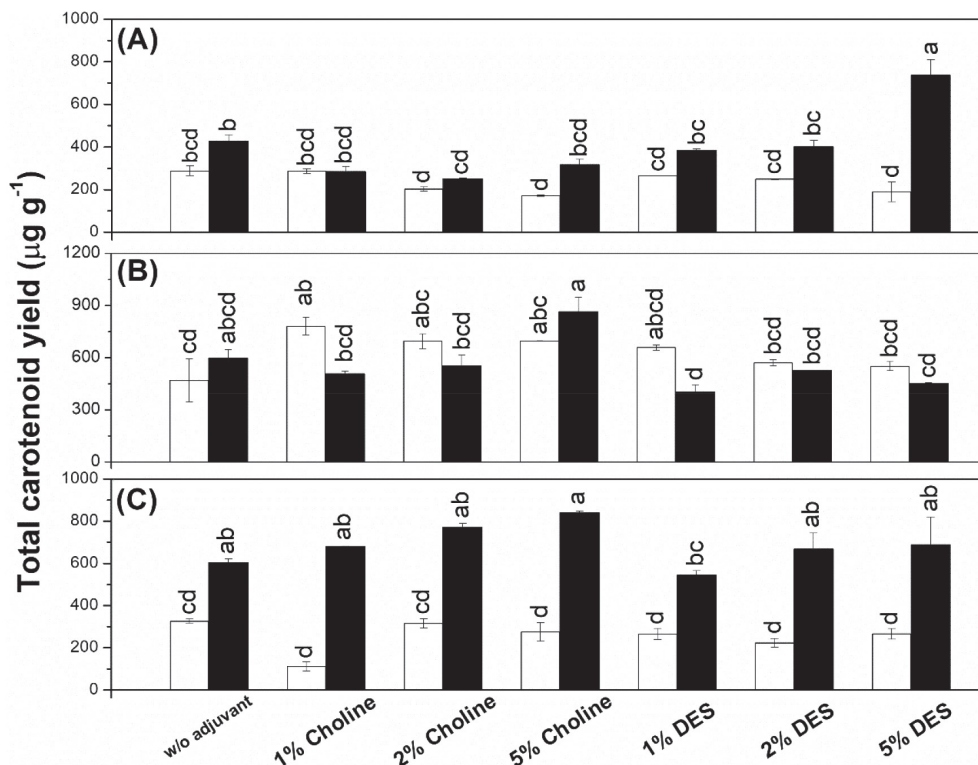 Total carotenoid yield (µg g⁻¹)
(A)
1000
800
600
400
200
0
bcd b bcd bcd d cd d bcd cd bc cd bc d a
(B)
1200
900
600
300
0
cd abcd ab bcd abc bcd abc a abcd d bcd bcd bcd cd
(C)
1000
800
600
400
200
0
cd ab d ab cd ab d a d bc d ab d ab
w/o adjuvant
1% Choline
2% Choline
5% Choline
1% DES
2% DES
5% DES